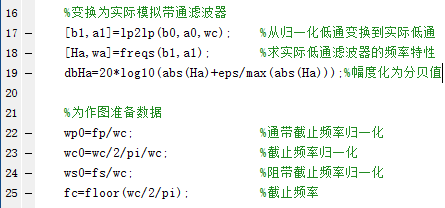 16 %变换为实际模拟带通滤波器
17 - [b1,a1]=lp2lp(b0,a0,wc); %从归一化低通变换到实际低通
18 - [Ha,wa]=freqs(b1,a1); %求实际低通滤波器的频率特性
19 - dbHa=20*log10(abs(Ha)+eps/max(abs(Ha)));%幅度化为分贝值
20
21 %为作图准备数据
22 - wp0=fp/wc; %通带截止频率归一化
23 - wc0=wc/2/pi/wc; %截止频率归一化
24 - ws0=fs/wc; %阻带截止频率归一化
25 - fc=floor(wc/2/pi); %截止频率